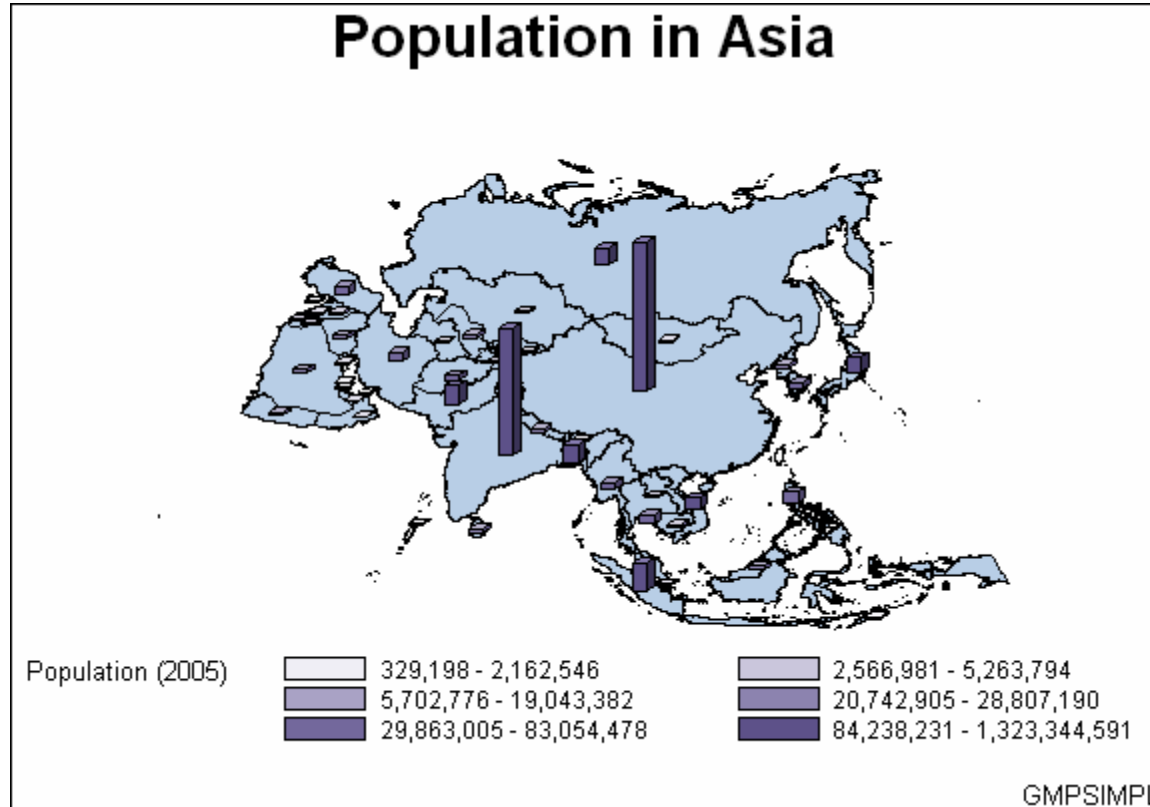 Population in Asia
Population (2005)
329,198 - 2,162,546
2,566,981 - 5,263,794
5,702,776 - 19,043,382
20,742,905 - 28,807,190
29,863,005 - 83,054,478
84,238,231 - 1,323,344,591
GMPSIMPL